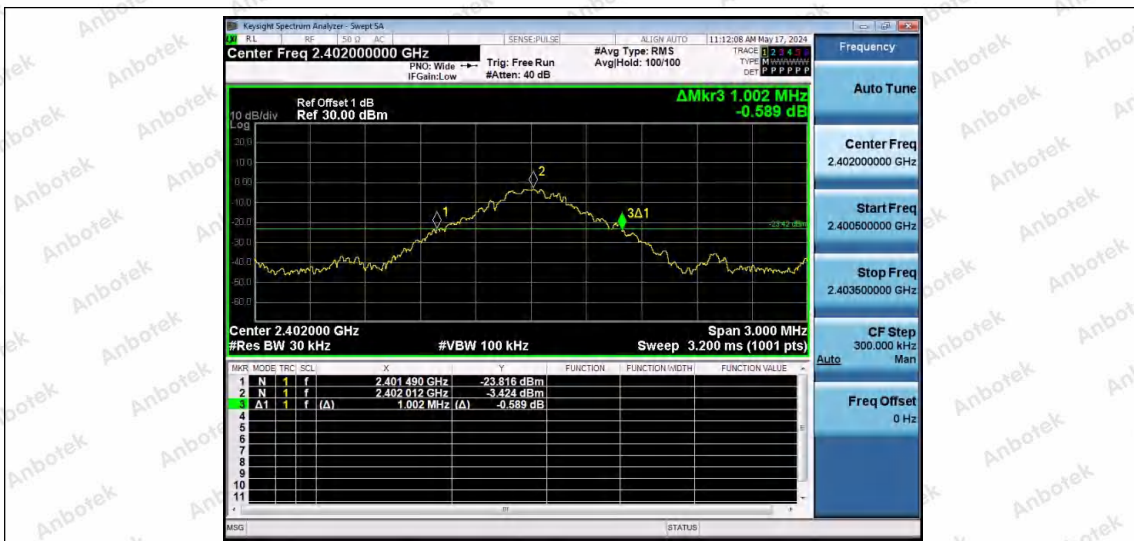 Keysight Spectrum Analyzer - Swept SA
RL RF 50 Ω AC SENSE:PULSE ALIGN AUTO 11:12:08 AM May 17, 2024
Center Freq 2.402000000 GHz
#Avg Type: RMS
TRACE 1 2 3 4 5 6
PNO: Wide
Trig: Free Run
Avg|Hold: 100/100
TYPE M W W W W W
IFGain:Low
#Atten: 40 dB
DET P P P P P P
Ref Offset 1 dB
ΔMkr3 1.002 MHz
10 dB/div
Ref 30.00 dBm
-0.589 dB
Log
20.0
10.0
0.00
-10.0
-20.0
-30.0
-40.0
-50.0
-60.0
1
2
3Δ1
-23.42 dBm
Center 2.402000 GHz
Span 3.000 MHz
#Res BW 30 kHz
#VBW 100 kHz
Sweep 3.200 ms (1001 pts)
MKR MODE TRC SCL X Y FUNCTION FUNCTION WIDTH FUNCTION VALUE
1 N 1 f 2.401 490 GHz -23.816 dBm
2 N 1 f 2.402 012 GHz -3.424 dBm
3 Δ1 1 f (Δ) 1.002 MHz (Δ) -0.589 dB
4
5
6
7
8
9
10
11
MSG
STATUS
Frequency
Auto Tune
Center Freq
2.402000000 GHz
Start Freq
2.400500000 GHz
Stop Freq
2.403500000 GHz
CF Step
300.000 kHz
Auto Man
Freq Offset
0 Hz
Anbotek